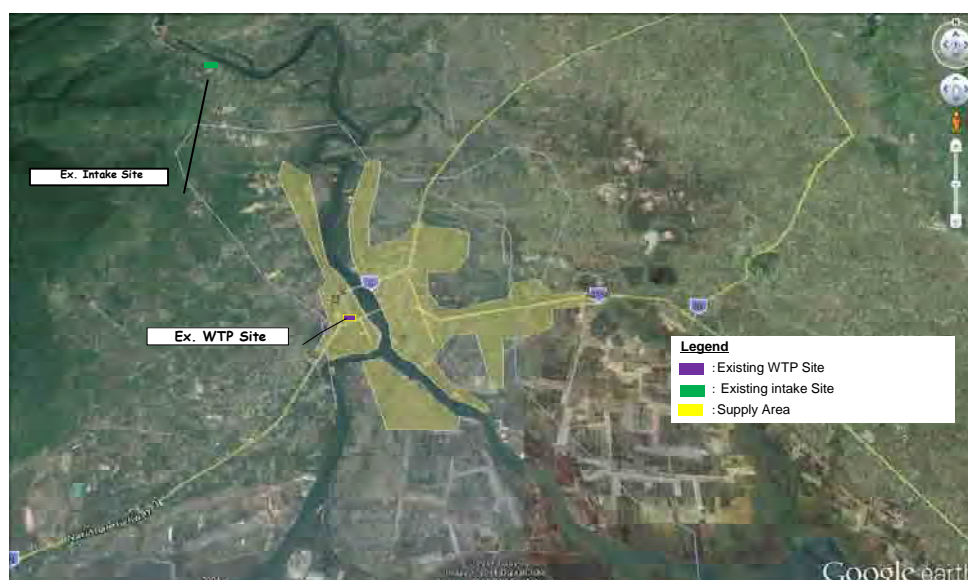 N
Ex. Intake Site
Ex. WTP Site
Legend
: Existing WTP Site
: Existing intake Site
: Supply Area
Google earth